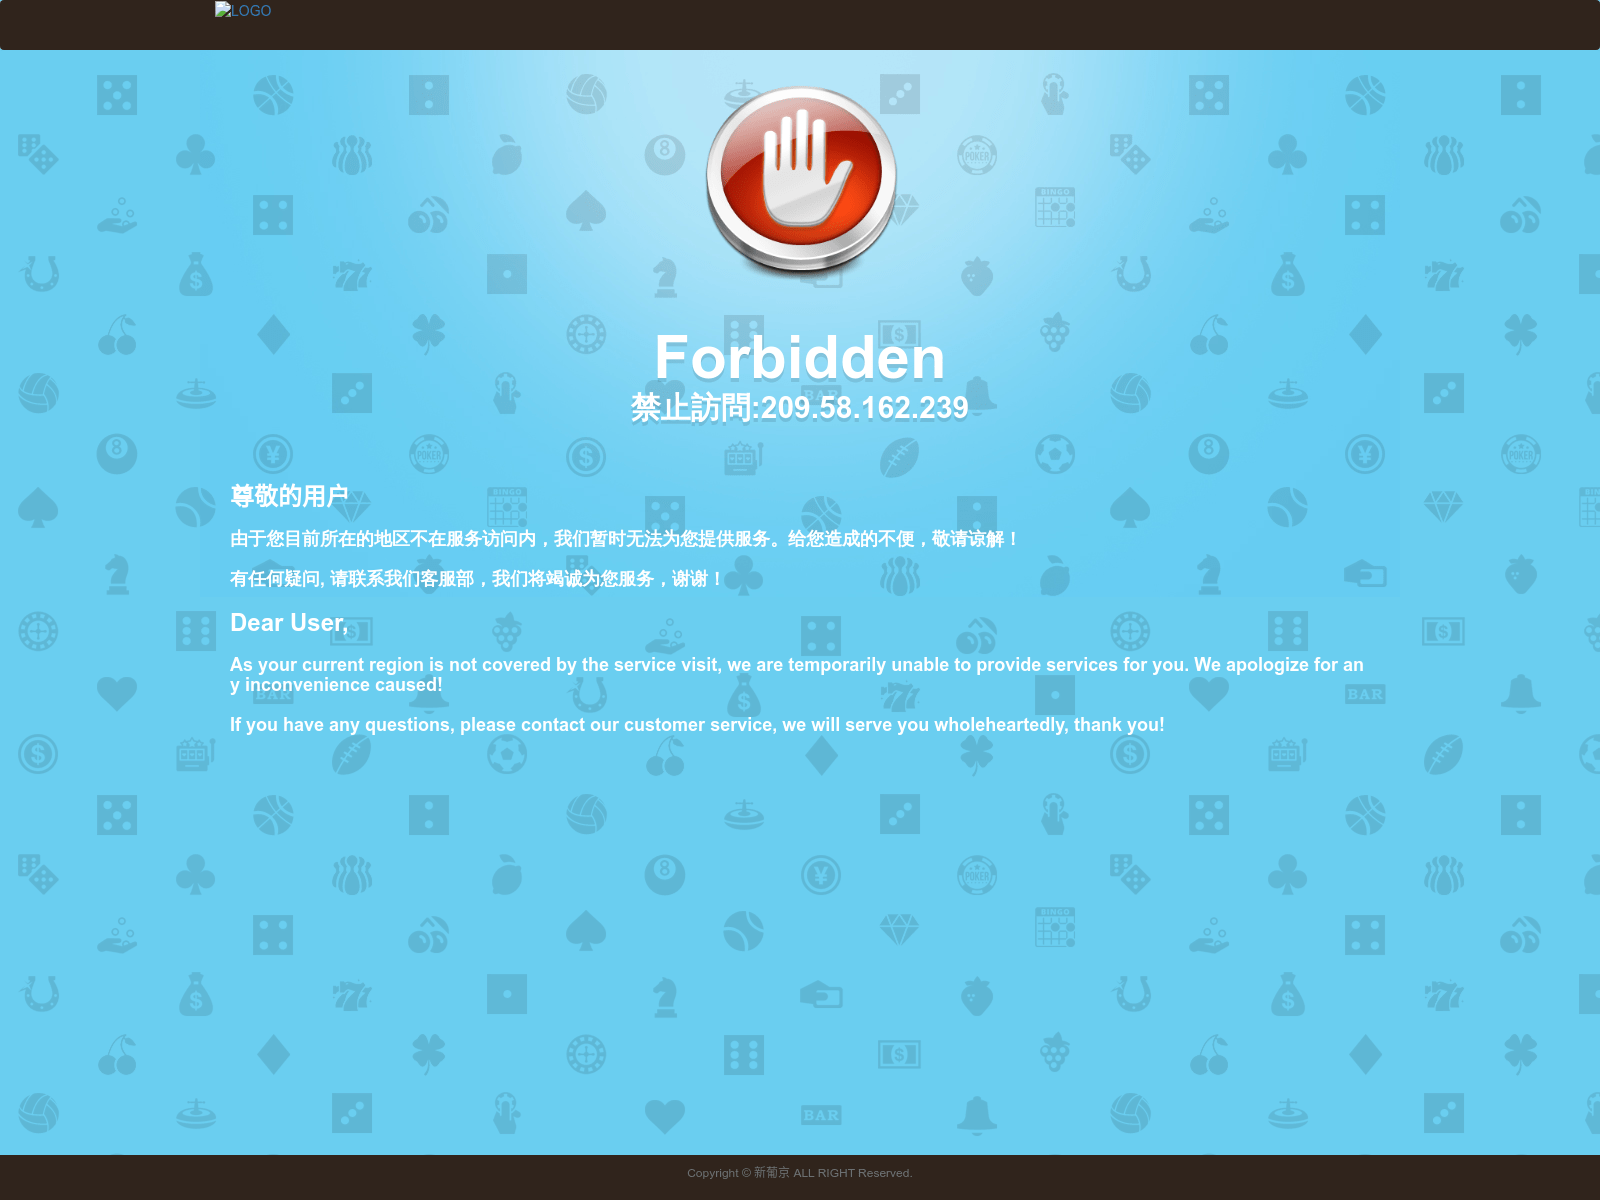 LOGO
Forbidden
禁止訪問:209.58.162.239
尊敬的用户
由于您目前所在的地区不在服务访问内，我们暂时无法为您提供服务。给您造成的不便，敬请谅解！
有任何疑问, 请联系我们客服部，我们将竭诚为您服务，谢谢！
Dear User,
As your current region is not covered by the service visit, we are temporarily unable to provide services for you. We apologize for an
y inconvenience caused!
If you have any questions, please contact our customer service, we will serve you wholeheartedly, thank you!
Copyright © 新葡京 ALL RIGHT Reserved.